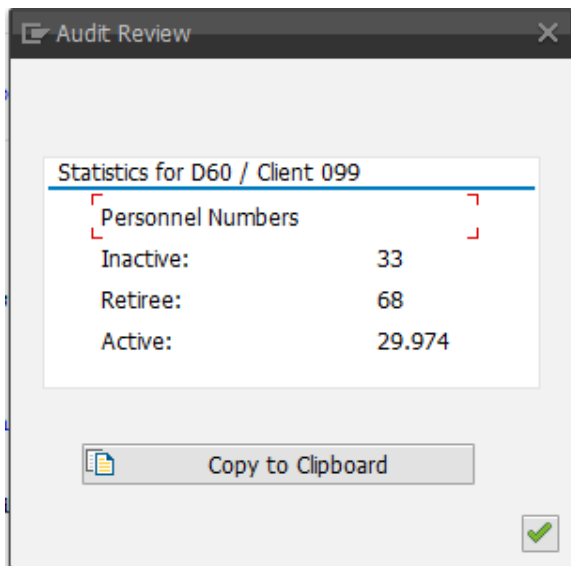 Audit Review
Statistics for D60 / Client 099
Personnel Numbers
Inactive: 33
Retiree: 68
Active: 29.974
Copy to Clipboard